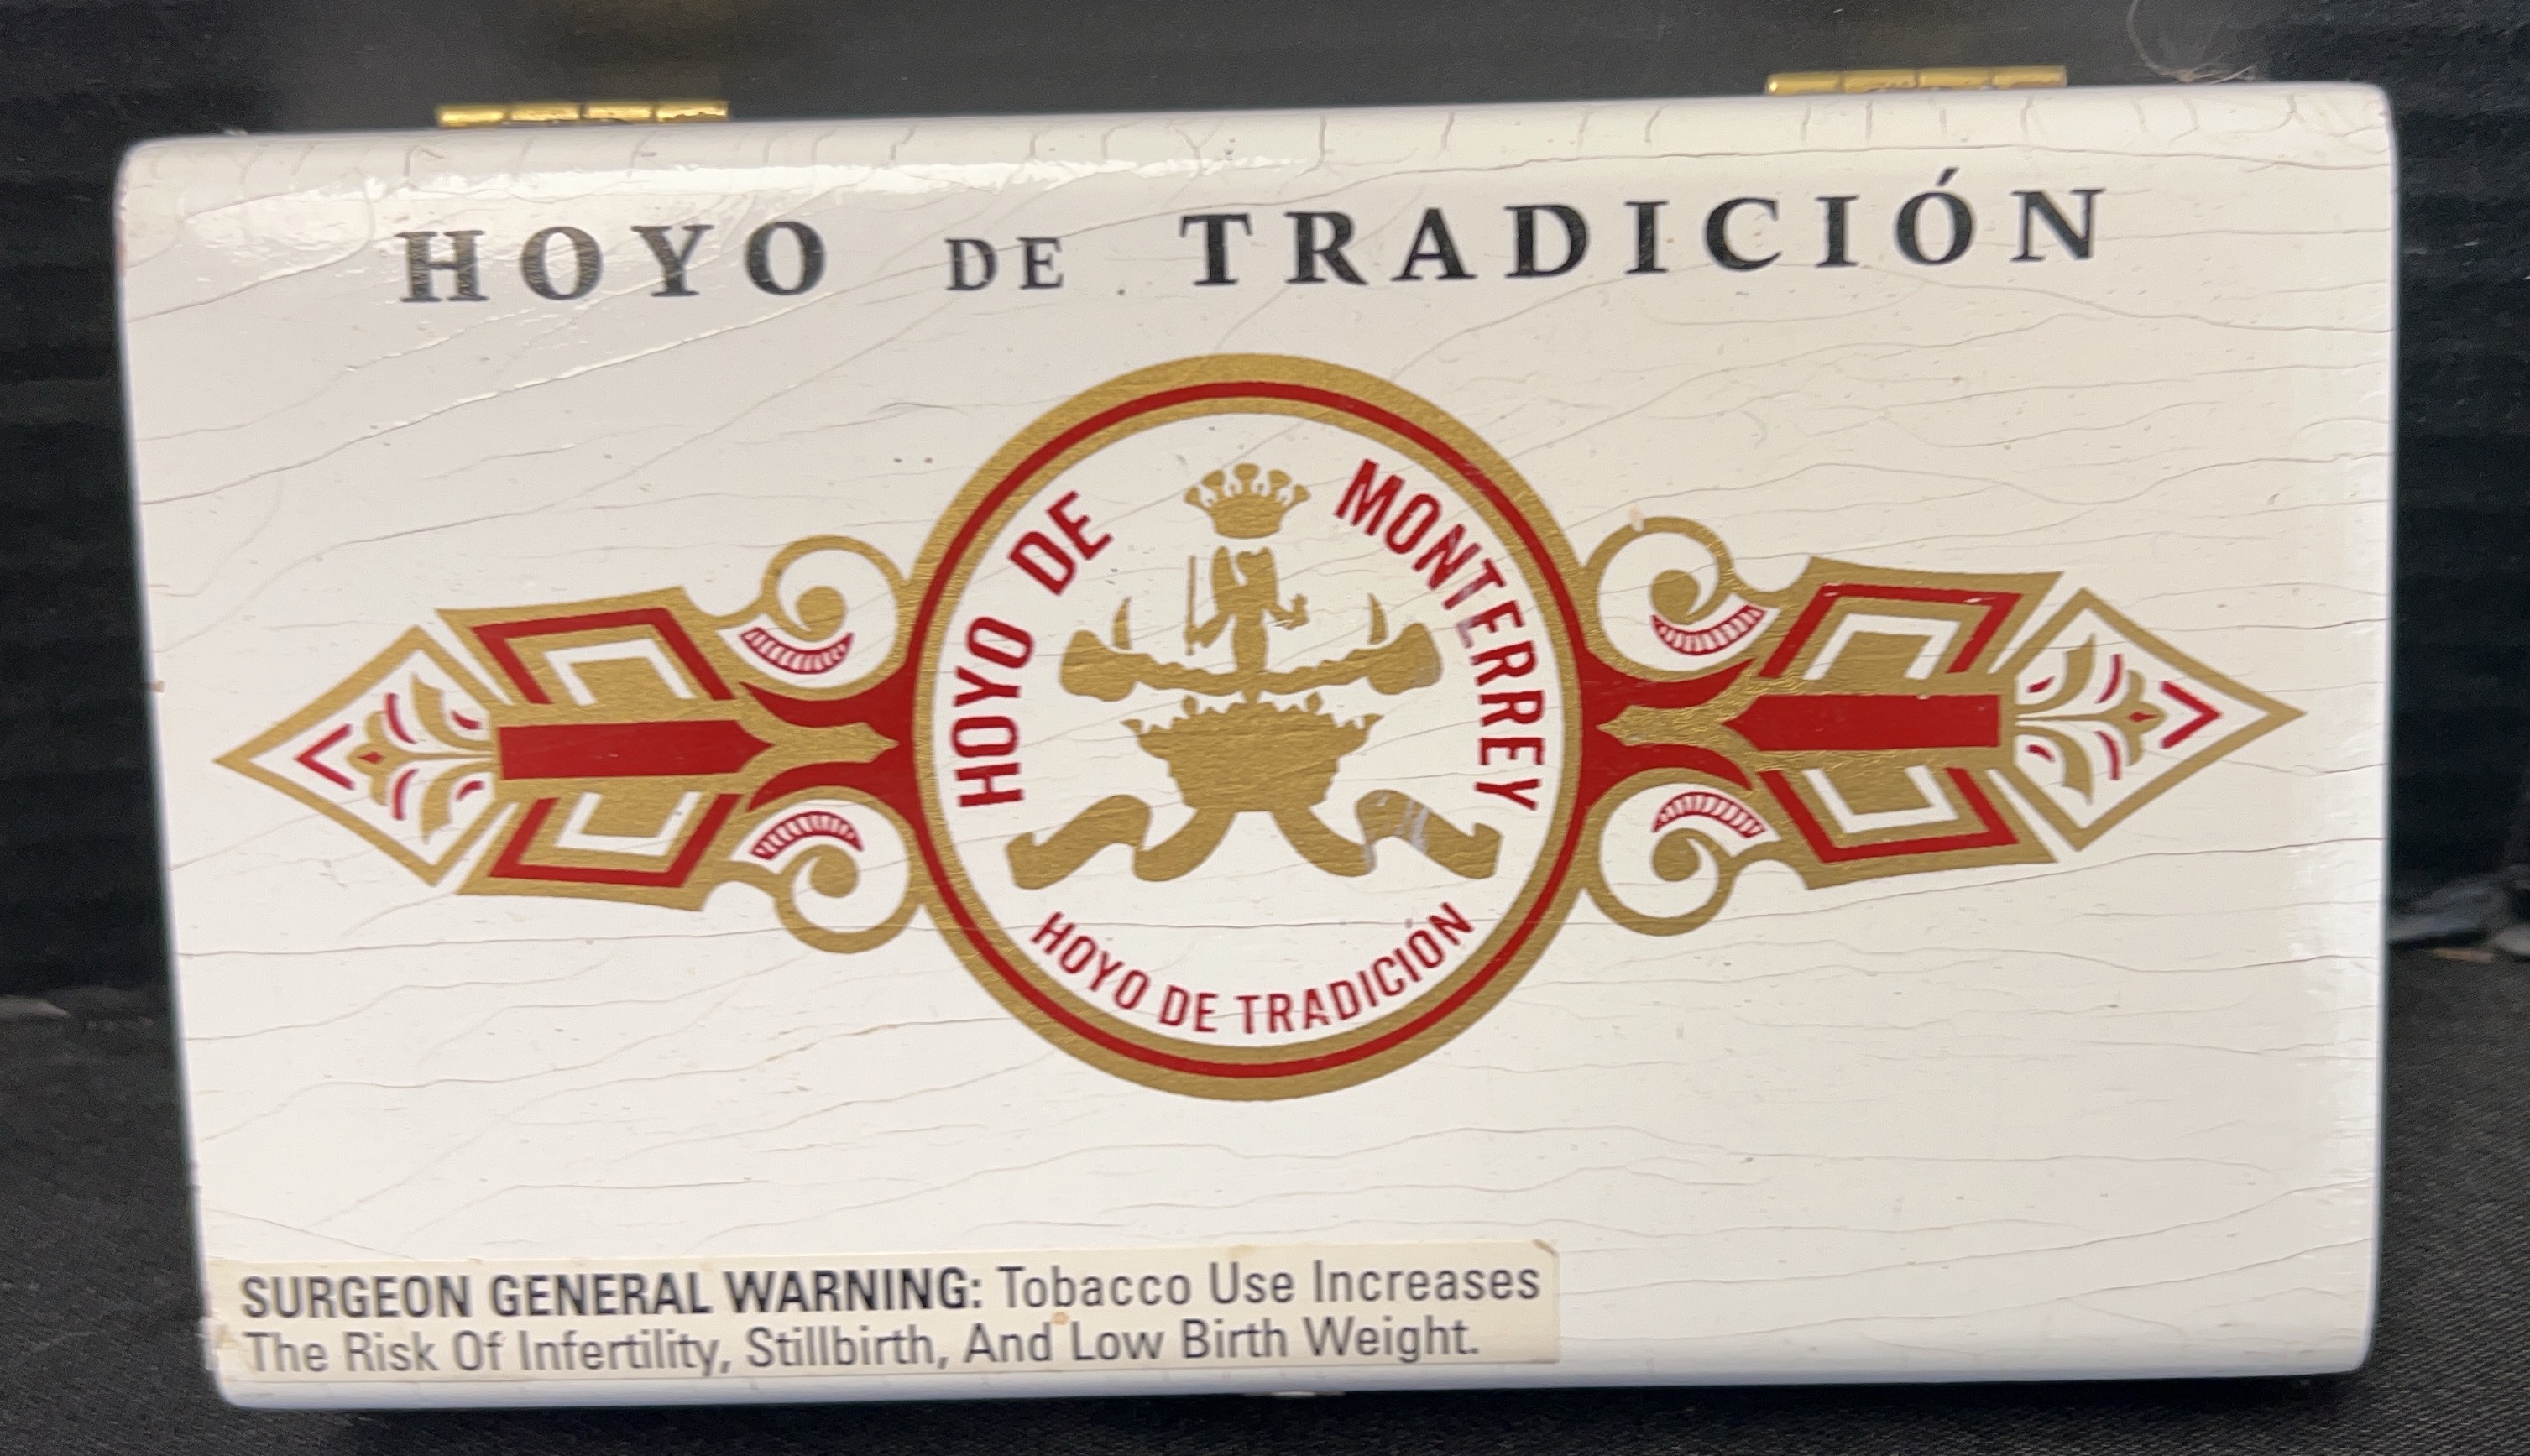 HOYO DE TRADICIÓN
HOYO DE MONTERREY
HOYO DE TRADICIÓN
SURGEON GENERAL WARNING: Tobacco Use Increases
The Risk Of Infertility, Stillbirth, And Low Birth Weight.